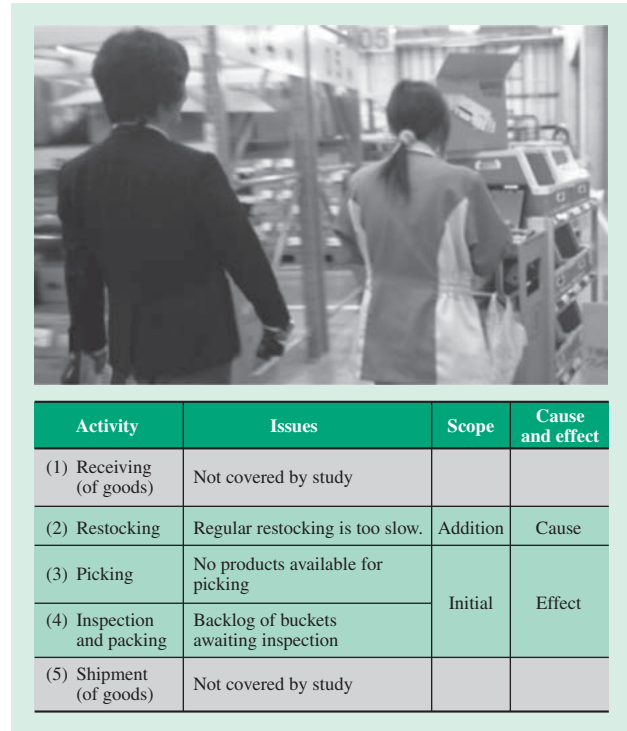 05
Activity
Issues
Scope
Cause
and effect
(1) Receiving
(of goods)
Not covered by study
(2) Restocking
Regular restocking is too slow.
Addition
Cause
(3) Picking
No products available for
picking
Initial
Effect
(4) Inspection
and packing
Backlog of buckets
awaiting inspection
(5) Shipment
(of goods)
Not covered by study